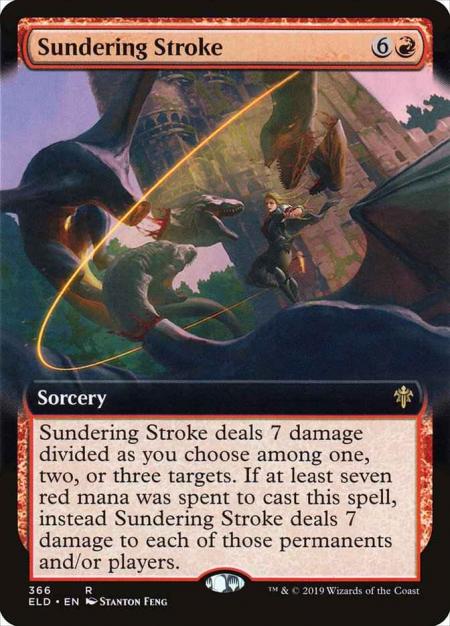 Sundering Stroke 6
Sorcery
Sundering Stroke deals 7 damage
divided as you choose among one,
two, or three targets. If at least seven
red mana was spent to cast this spell,
instead Sundering Stroke deals 7
damage to each of those permanents
and/or players.
366 R
ELD • EN Stanton Feng
™ & © 2019 Wizards of the Coast